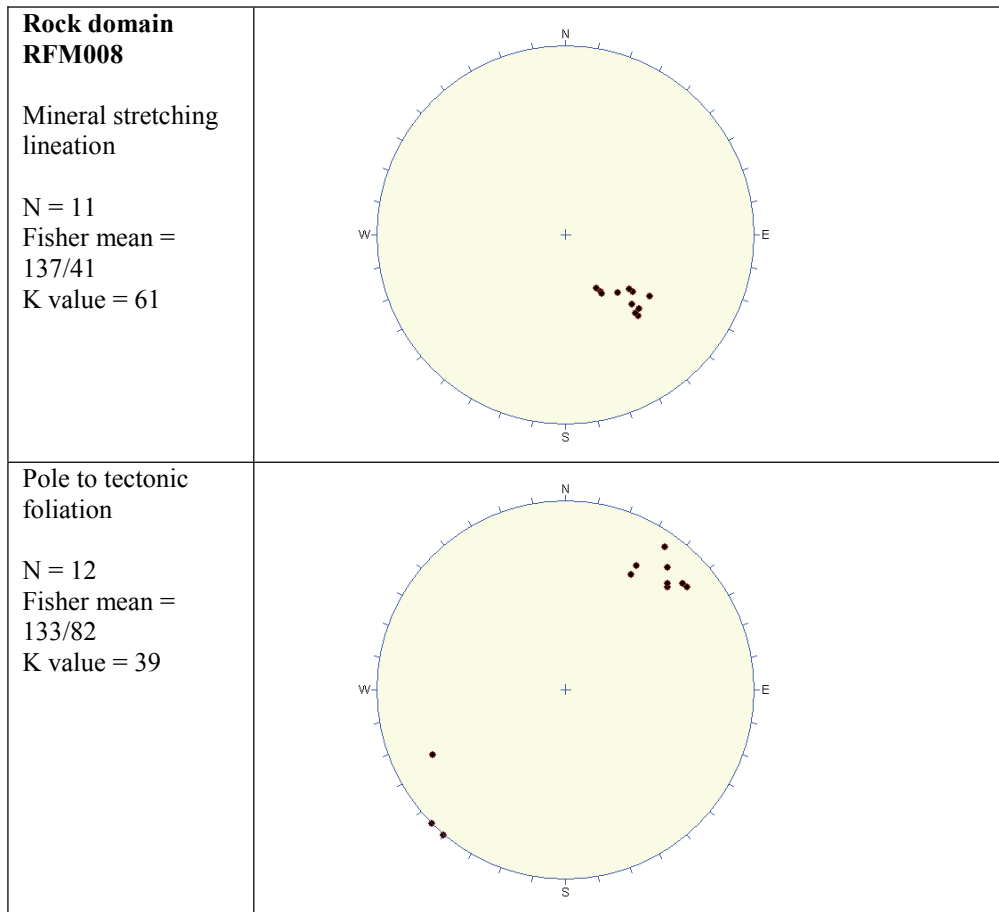 Rock domain
RFM008
Mineral stretching
lineation
N = 11
Fisher mean =
137/41
K value = 61
N
W
E
S
Pole to tectonic
foliation
N = 12
Fisher mean =
133/82
K value = 39
N
W
E
S